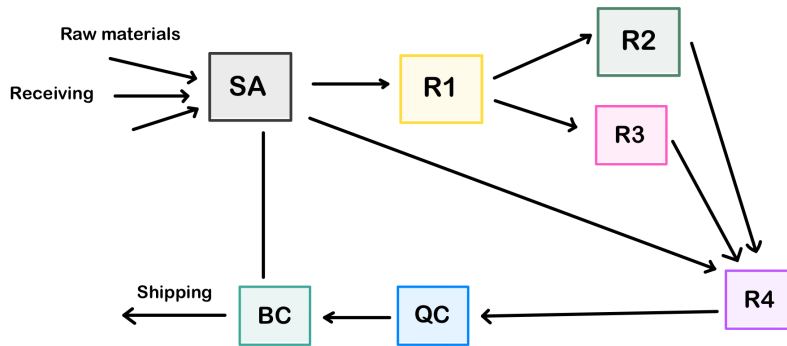 Raw materials
Receiving
SA
R1
R2
R3
R4
QC
BC
Shipping